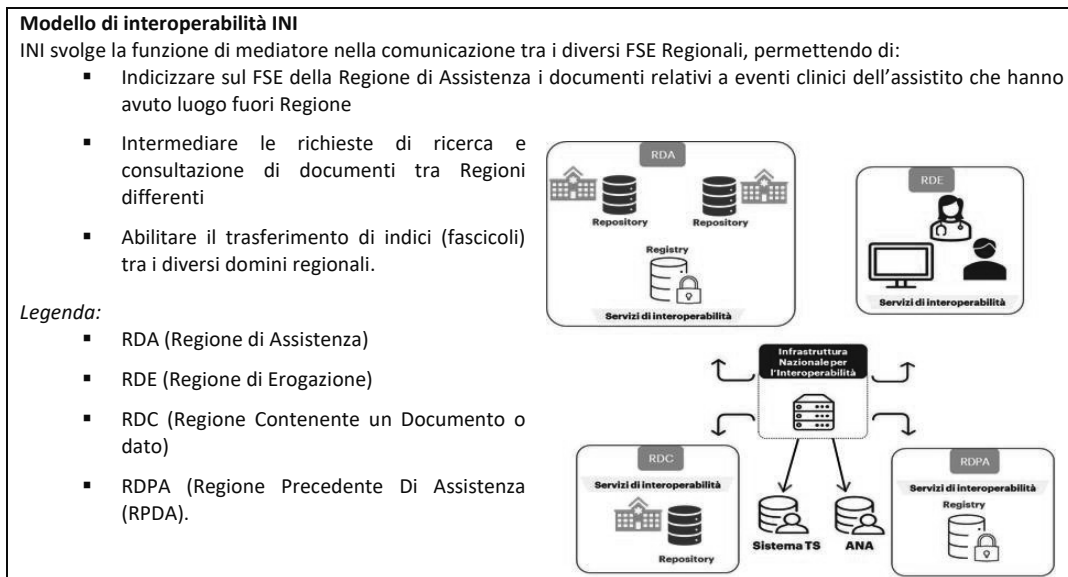 Modello di interoperabilità INI
INI svolge la funzione di mediatore nella comunicazione tra i diversi FSE Regionali, permettendo di:
▪ Indicizzare sul FSE della Regione di Assistenza i documenti relativi a eventi clinici dell'assistito che hanno
avuto luogo fuori Regione
▪ Intermediare le richieste di ricerca e
consultazione di documenti tra Regioni
differenti
▪ Abilitare il trasferimento di indici (fascicoli)
tra i diversi domini regionali.
Legenda:
▪ RDA (Regione di Assistenza)
▪ RDE (Regione di Erogazione)
▪ RDC (Regione Contenente un Documento o
dato)
▪ RDPA (Regione Precedente Di Assistenza
(RPDA).
RDA
Repository
Repository
Registry
Servizi di interoperabilità
RDE
Servizi di interoperabilità
Infrastruttura
Nazionale per
l'Interoperabilità
RDC
Servizi di interoperabilità
Repository
Sistema TS
ANA
RDPA
Servizi di interoperabilità
Registry